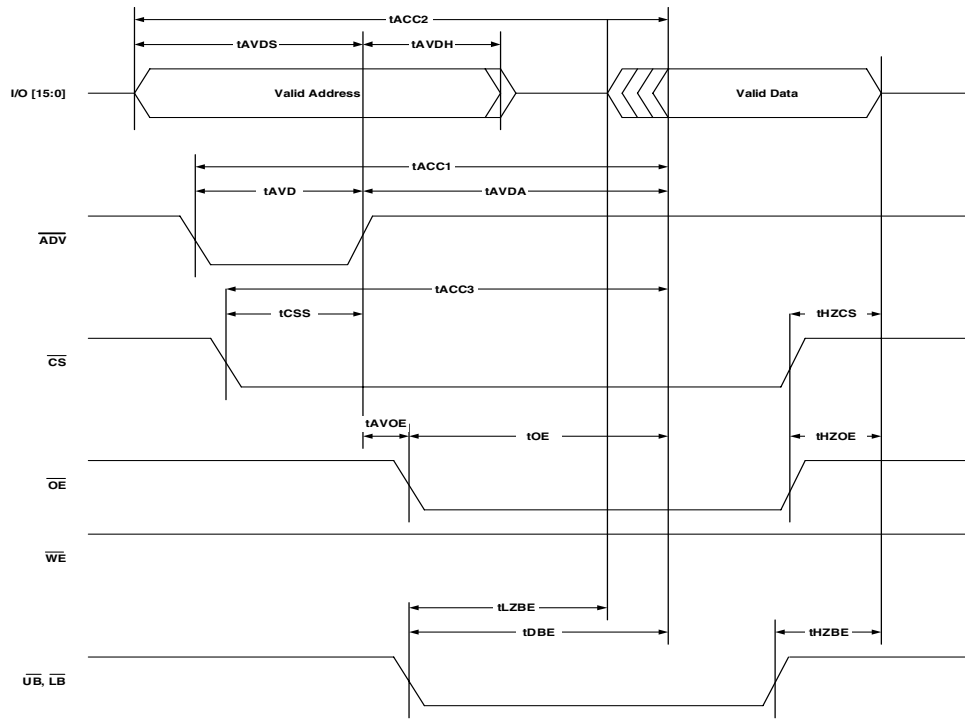 tACC2
tAVDS
tAVDH
I/O [15:0]
Valid Address
Valid Data
tACC1
tAVD
tAVDA
ADV
tACC3
tCSS
tHZCS
CS
tAVOE
tOE
tHZOE
OE
WE
tLZBE
tDBE
tHZBE
UB, LB